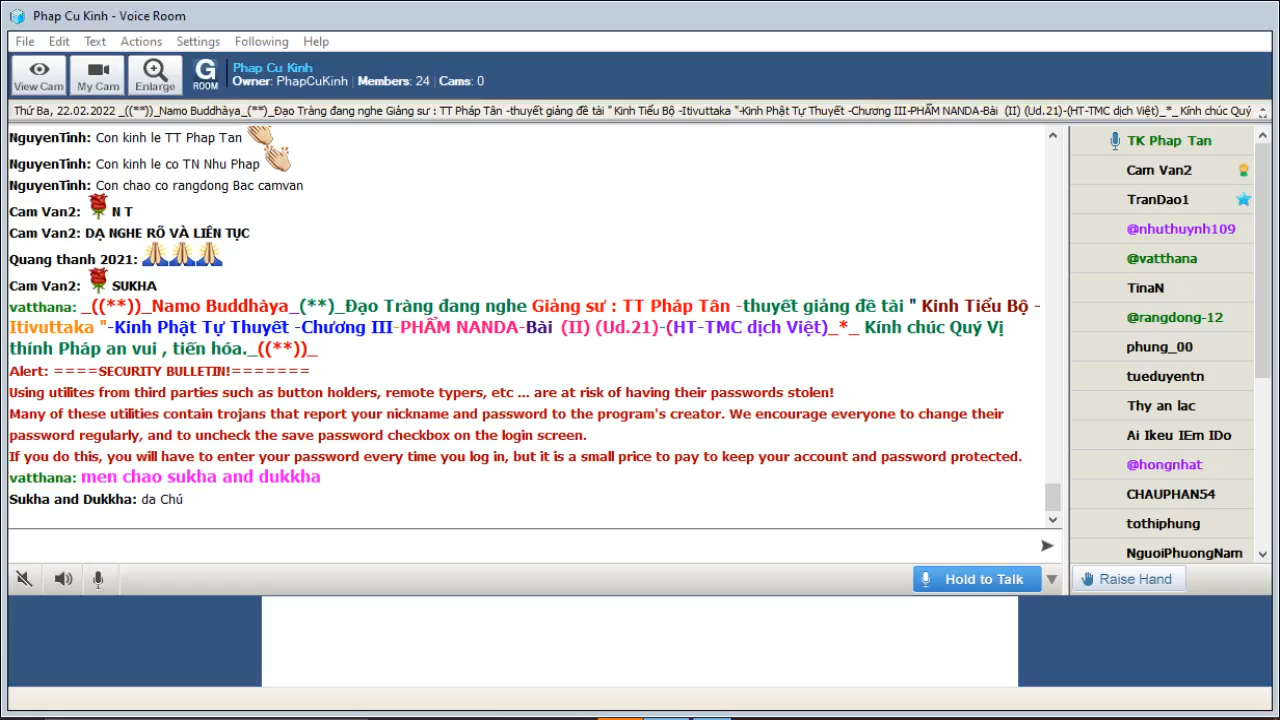 Phap Cu Kinh - Voice Room
File Edit Text Actions Settings Following Help
View Cam My Cam Enlarge G ROOM
Phap Cu Kinh
Owner: PhapCuKinh | Members: 24 | Cams: 0
Thứ Ba, 22.02.2022 _((**))_Namo Buddhàya_(**)_Đạo Tràng đang nghe Giảng sư : TT Pháp Tân -thuyết giảng đề tài " Kinh Tiểu Bộ -Itivuttaka "-Kinh Phật Tự Thuyết -Chương III-PHẨM NANDA-Bài (II) (Ud.21)-(HT-TMC dịch Việt)_*_ Kính chúc Quý
NguyenTinh: Con kinh le TT Phap Tan
NguyenTinh: Con kinh le co TN Nhu Phap
NguyenTinh: Con chao co rangdong Bac camvan
Cam Van2: N T
Cam Van2: DẠ NGHE RÕ VÀ LIÊN TỤC
Quang thanh 2021:
Cam Van2: SUKHA
vatthana: _((**))_Namo Buddhàya_(**)_Đạo Tràng đang nghe Giảng sư : TT Pháp Tân -thuyết giảng đề tài " Kinh Tiểu Bộ -
Itivuttaka "-Kinh Phật Tự Thuyết -Chương III-PHẨM NANDA-Bài (II) (Ud.21)-(HT-TMC dịch Việt)_*_ Kính chúc Quý Vị
thính Pháp an vui , tiến hóa._((**))_
Alert: ====SECURITY BULLETIN!=======
Using utilites from third parties such as button holders, remote typers, etc ... are at risk of having their passwords stolen!
Many of these utilities contain trojans that report your nickname and password to the program's creator. We encourage everyone to change their
password regularly, and to uncheck the save password checkbox on the login screen.
If you do this, you will have to enter your password every time you log in, but it is a small price to pay to keep your account and password protected.
vatthana: men chao sukha and dukkha
Sukha and Dukkha: da Chú
Hold to Talk
TK Phap Tan
Cam Van2
TranDao1
@nhuthuynh109
@vatthana
TinaN
@rangdong-12
phung_00
tueduyentn
Thy an lac
Ai Ikeu IEm IDo
@hongnhat
CHAUPHAN54
tothiphung
NguoiPhuongNam
Raise Hand